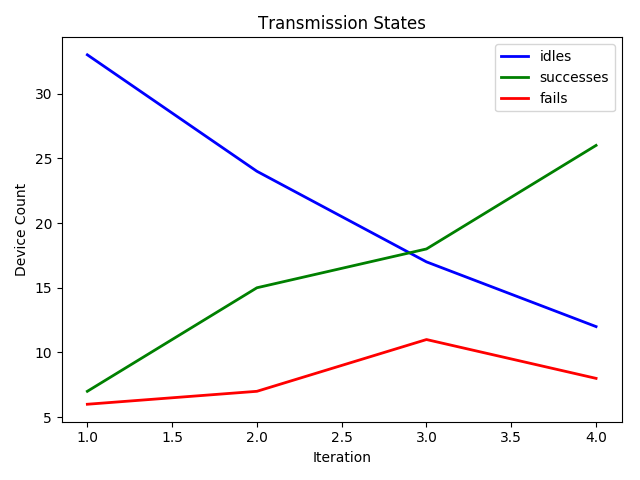 Transmission States
idles
successes
fails
Device Count
30
25
20
15
10
5
1.0 1.5 2.0 2.5 3.0 3.5 4.0
Iteration